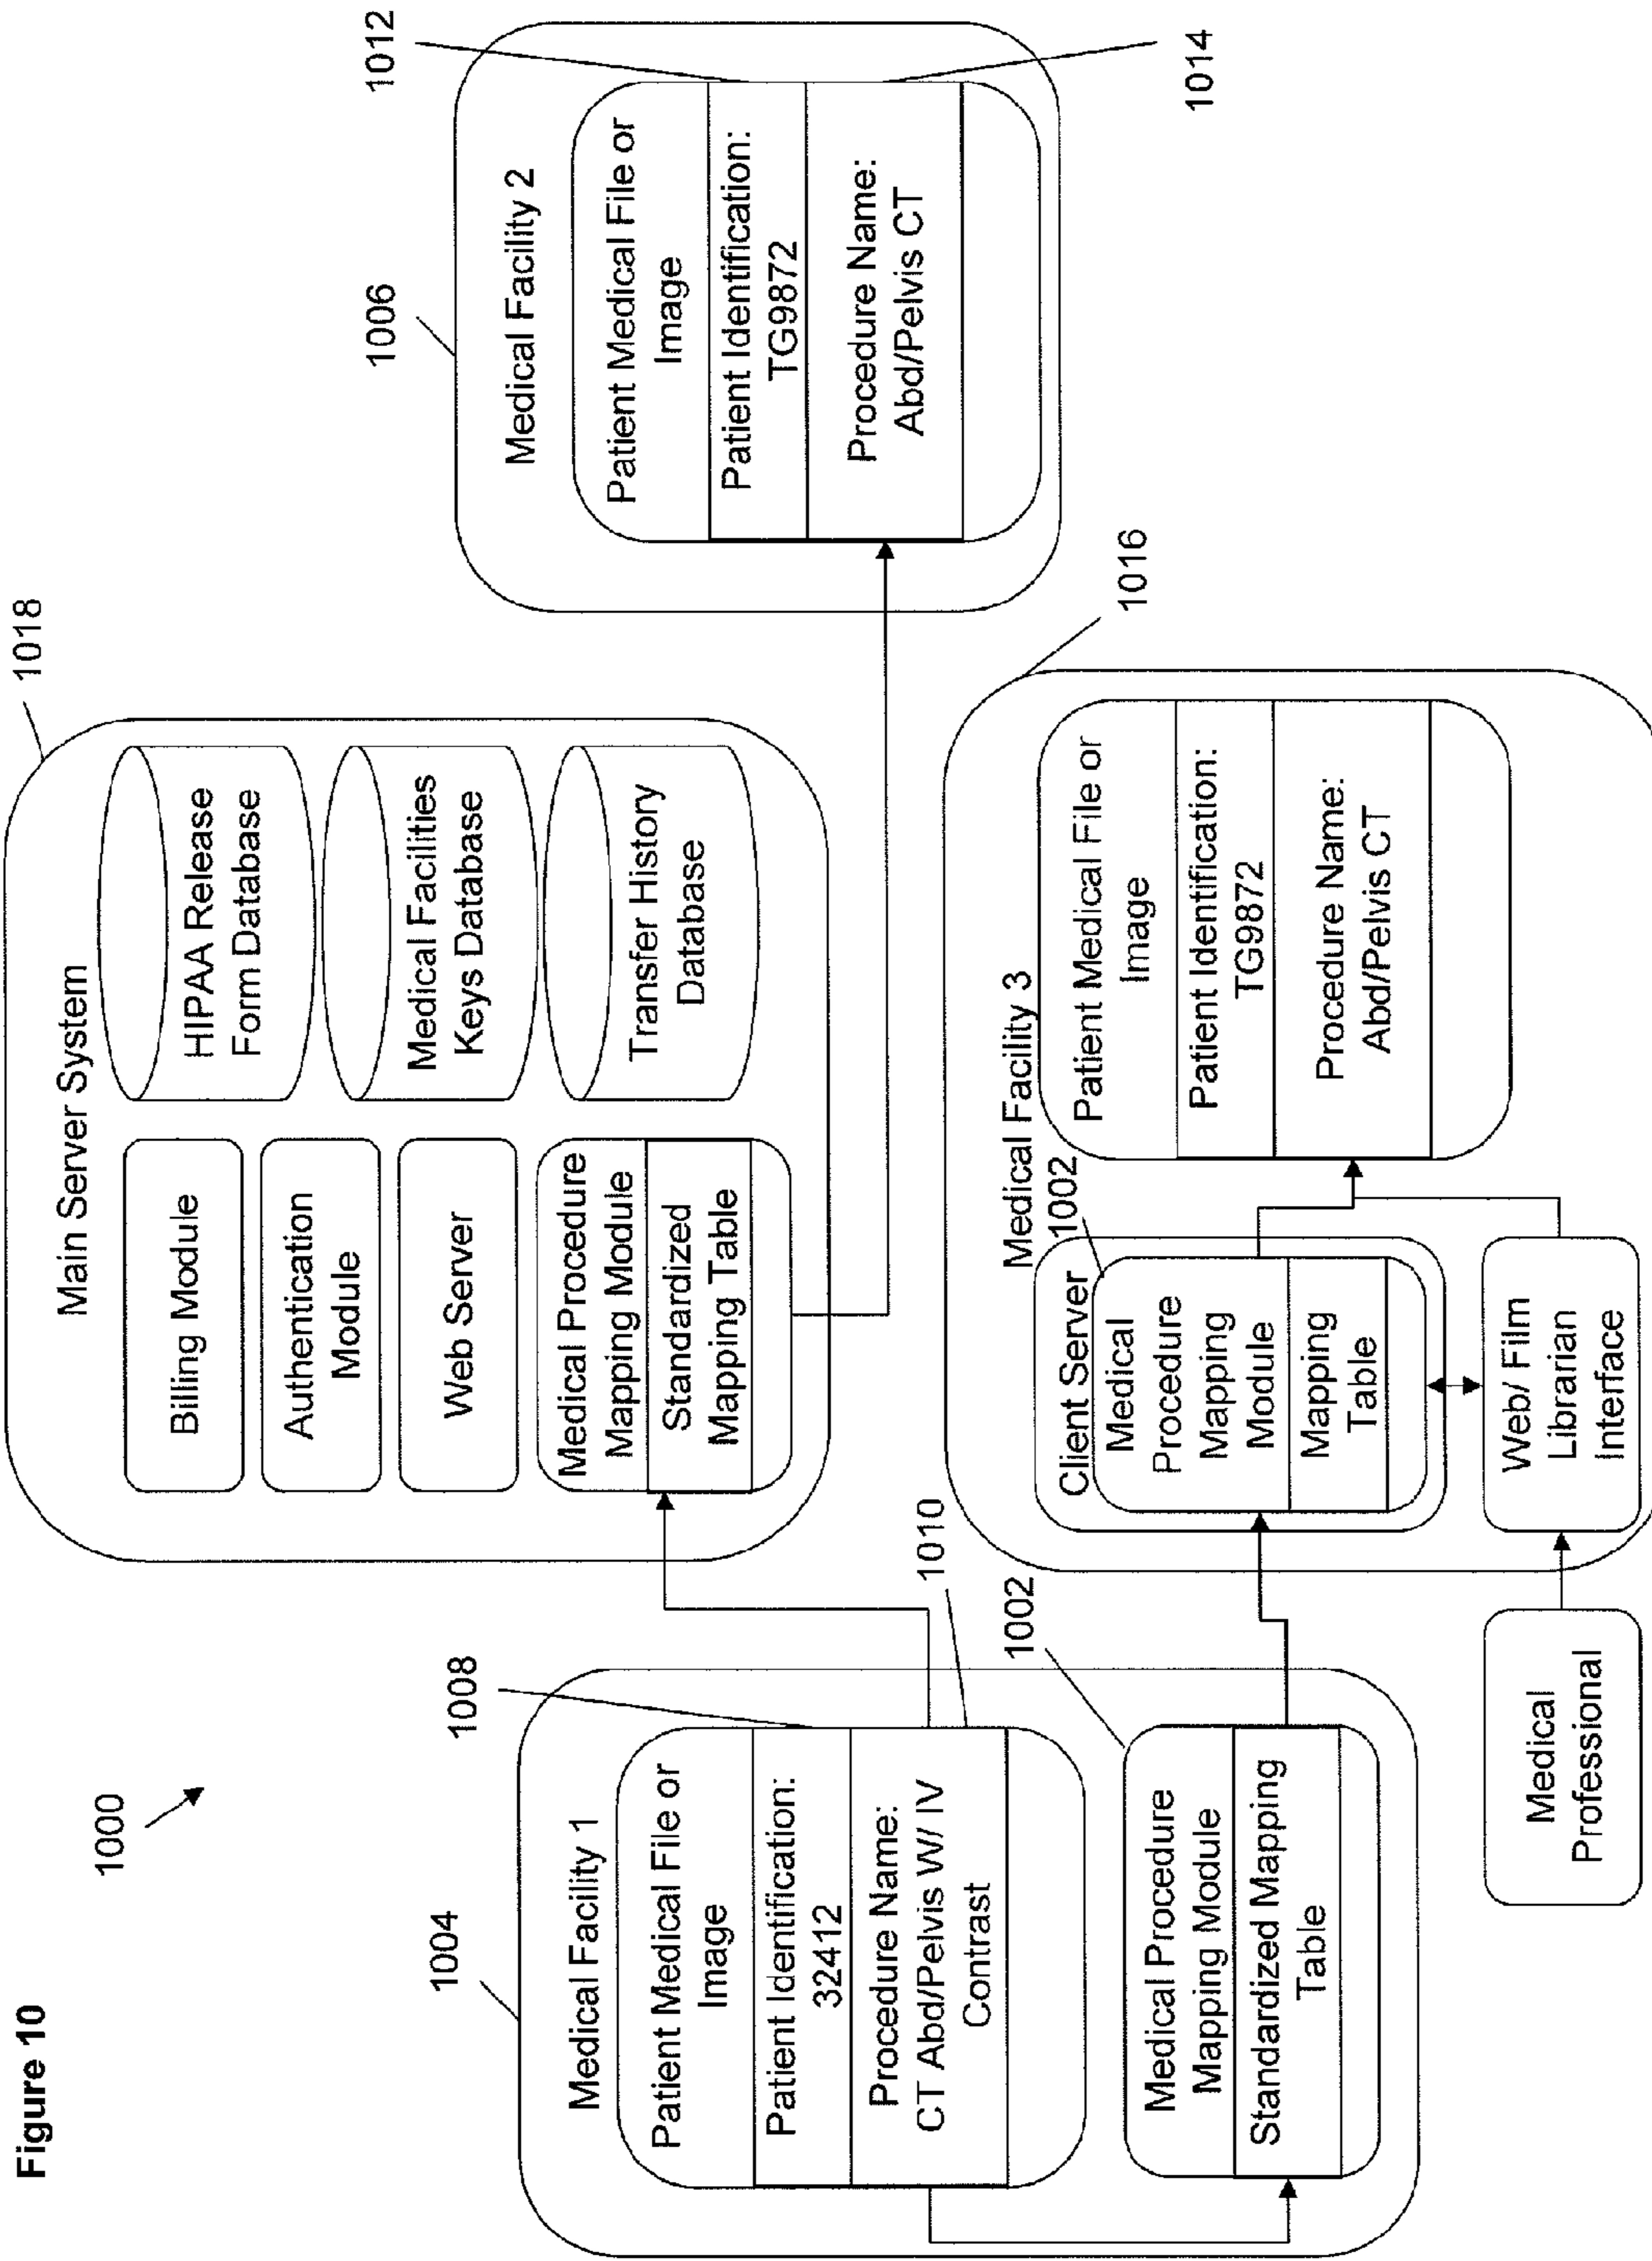 Figure 10
1000
1004
Medical Facility 1
Patient Medical File or
Image
1008
Patient Identification:
32412
Procedure Name:
CT Abd/Pelvis W/ IV
Contrast
1010
1002
Medical Procedure
Mapping Module
Standardized Mapping
Table
Medical
Professional
1018
Main Server System
Billing Module
Authentication
Module
Web Server
Medical Procedure
Mapping Module
Standardized
Mapping Table
HIPAA Release
Form Database
Medical Facilities
Keys Database
Transfer History
Database
1016
Medical Facility 3
Client Server
1002
Medical
Procedure
Mapping
Module
Mapping
Table
Web/ Film
Librarian
Interface
Patient Medical File or
Image
Patient Identification:
TG9872
Procedure Name:
Abd/Pelvis CT
1006
Medical Facility 2
Patient Medical File or
Image
1012
Patient Identification:
TG9872
Procedure Name:
Abd/Pelvis CT
1014